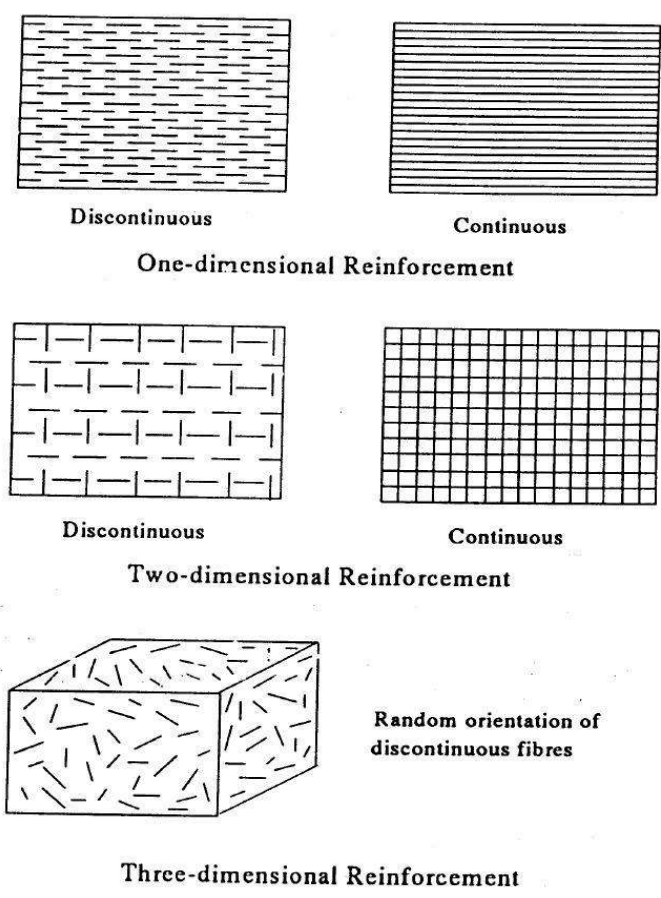 Discontinuous
Continuous
One-dimensional Reinforcement
Discontinuous
Continuous
Two-dimensional Reinforcement
Random orientation of
discontinuous fibres
Three-dimensional Reinforcement